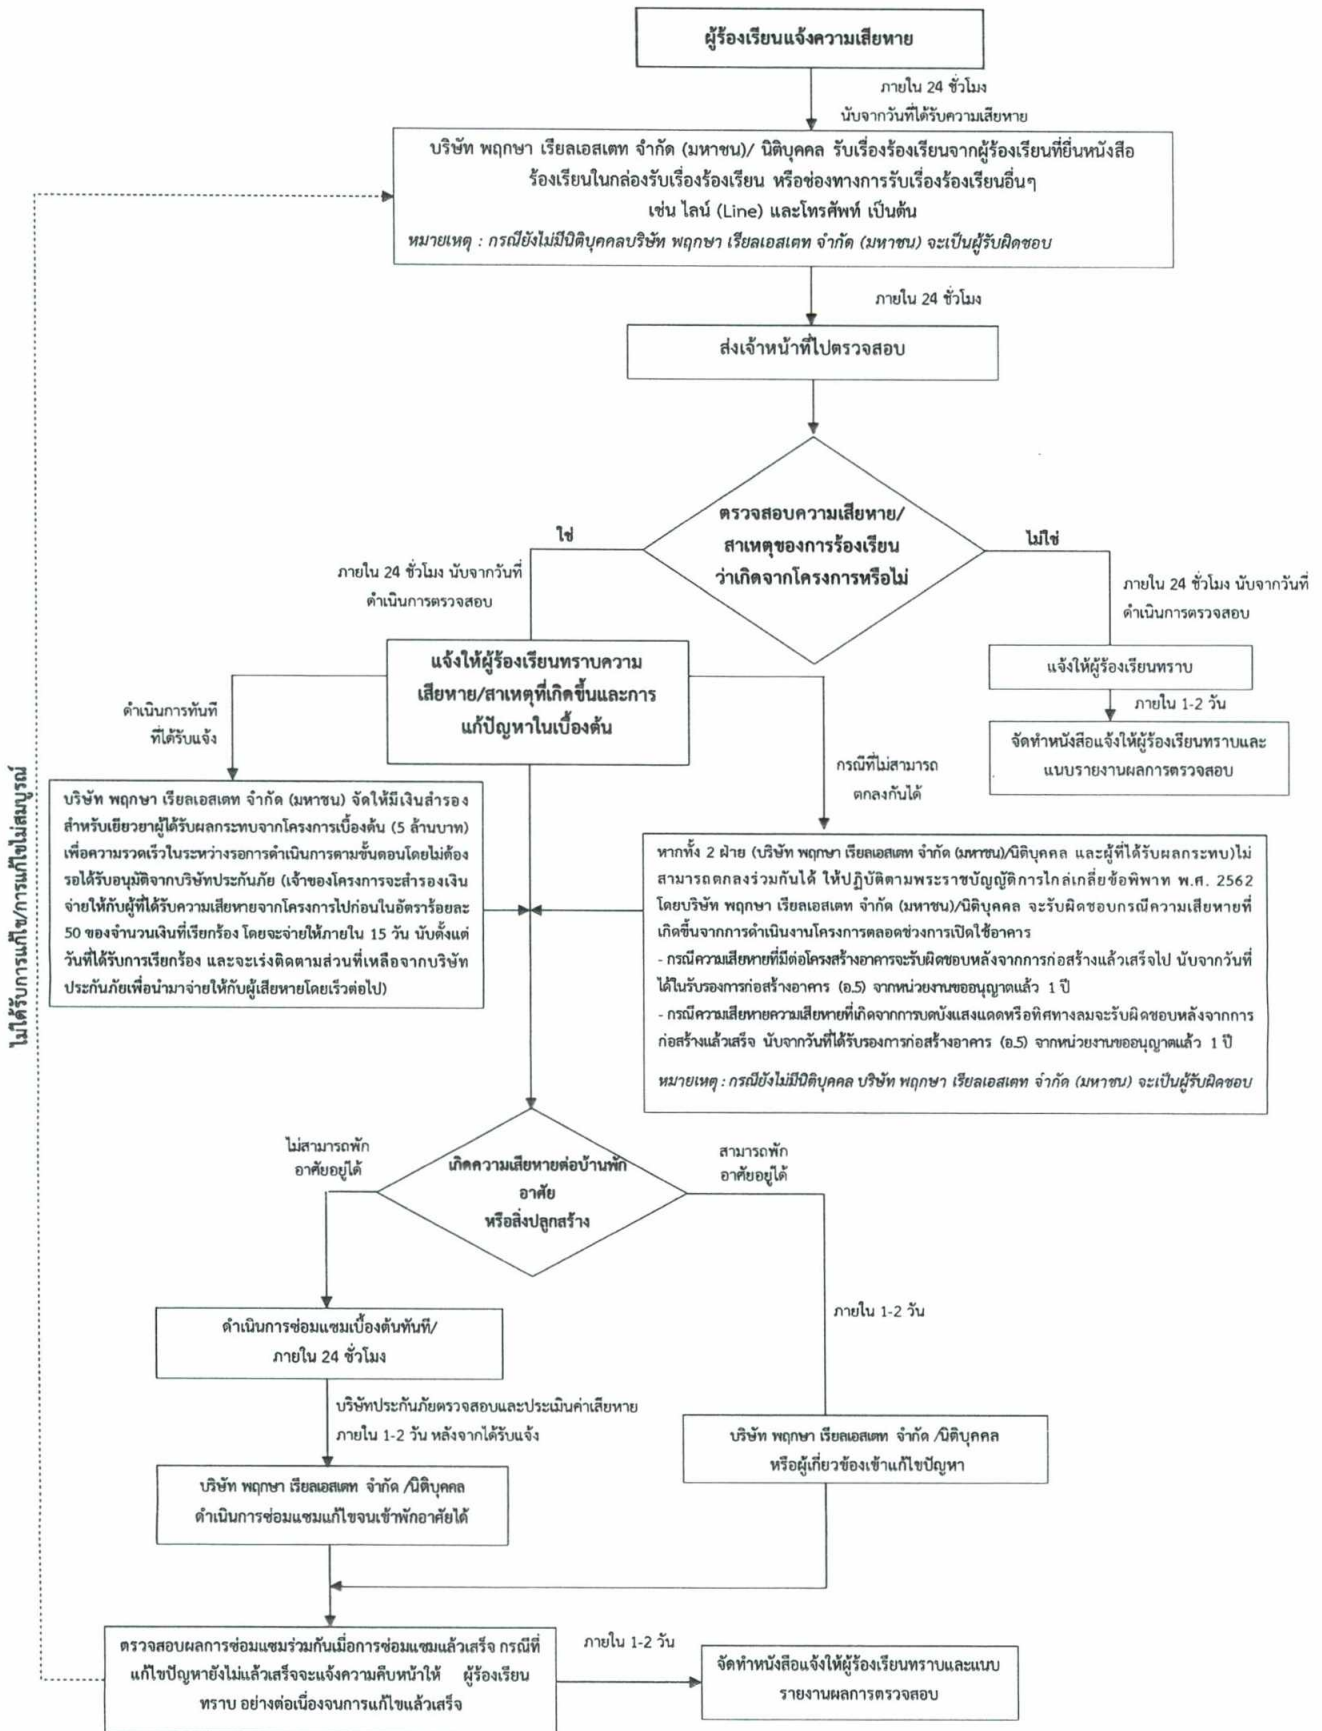 ผู้ร้องเรียนแจ้งความเสียหาย
ภายใน 24 ชั่วโมง
นับจากวันที่ได้รับความเสียหาย
บริษัท พฤกษา เรียลเอสเตท จำกัด (มหาชน)/ นิติบุคคล รับเรื่องร้องเรียนจากผู้ร้องเรียนที่ยื่นหนังสือ
ร้องเรียนในกล่องรับเรื่องร้องเรียน หรือช่องทางการรับเรื่องร้องเรียนอื่นๆ
เช่น ไลน์ (Line) และโทรศัพท์ เป็นต้น
หมายเหตุ : กรณียังไม่มีนิติบุคคลบริษัท พฤกษา เรียลเอสเตท จำกัด (มหาชน) จะเป็นผู้รับผิดชอบ
ภายใน 24 ชั่วโมง
ส่งเจ้าหน้าที่ไปตรวจสอบ
ตรวจสอบความเสียหาย/
สาเหตุของการร้องเรียน
ว่าเกิดจากโครงการหรือไม่
ใช่
ไม่ใช่
ภายใน 24 ชั่วโมง นับจากวันที่
ดำเนินการตรวจสอบ
ภายใน 24 ชั่วโมง นับจากวันที่
ดำเนินการตรวจสอบ
แจ้งให้ผู้ร้องเรียนทราบความ
เสียหาย/สาเหตุที่เกิดขึ้นและการ
แก้ปัญหาในเบื้องต้น
แจ้งให้ผู้ร้องเรียนทราบ
ภายใน 1-2 วัน
จัดทำหนังสือแจ้งให้ผู้ร้องเรียนทราบและ
แนบรายงานผลการตรวจสอบ
ดำเนินการทันที
ที่ได้รับแจ้ง
กรณีที่ไม่สามารถ
ตกลงกันได้
บริษัท พฤกษา เรียลเอสเตท จำกัด (มหาชน) จัดให้มีเงินสำรอง
สำหรับเยียวยาผู้ได้รับผลกระทบจากโครงการเบื้องต้น (5 ล้านบาท)
เพื่อความรวดเร็วในระหว่างรอการดำเนินการตามขั้นตอนโดยไม่ต้อง
รอได้รับอนุมัติจากบริษัทประกันภัย (เจ้าของโครงการจะสำรองเงิน
จ่ายให้กับผู้ที่ได้รับความเสียหายจากโครงการไปก่อนในอัตราร้อยละ
50 ของจำนวนเงินที่เรียกร้อง โดยจะจ่ายให้ภายใน 15 วัน นับตั้งแต่
วันที่ได้รับการเรียกร้อง และจะเร่งติดตามส่วนที่เหลือจากบริษัท
ประกันภัยเพื่อนำมาจ่ายให้กับผู้เสียหายโดยเร็วต่อไป)
หากทั้ง 2 ฝ่าย (บริษัท พฤกษา เรียลเอสเตท จำกัด (มหาชน)/นิติบุคคล และผู้ที่ได้รับผลกระทบ)ไม่
สามารถตกลงร่วมกันได้ ให้ปฏิบัติตามพระราชบัญญัติการไกล่เกลี่ยข้อพิพาท พ.ศ. 2562
โดยบริษัท พฤกษา เรียลเอสเตท จำกัด (มหาชน)/นิติบุคคล จะรับผิดชอบกรณีความเสียหายที่
เกิดขึ้นจากการดำเนินงานโครงการตลอดช่วงการเปิดใช้อาคาร
- กรณีความเสียหายที่มีต่อโครงสร้างอาคารจะรับผิดชอบหลังจากการก่อสร้างแล้วเสร็จไป นับจากวันที่
ได้ใบรับรองการก่อสร้างอาคาร (อ.5) จากหน่วยงานขออนุญาตแล้ว 1 ปี
- กรณีความเสียหายความเสียหายที่เกิดจากการบดบังแสงแดดหรือทิศทางลมจะรับผิดชอบหลังจากการ
ก่อสร้างแล้วเสร็จ นับจากวันที่ได้รับรองการก่อสร้างอาคาร (อ.5) จากหน่วยงานขออนุญาตแล้ว 1 ปี
หมายเหตุ : กรณียังไม่มีนิติบุคคล บริษัท พฤกษา เรียลเอสเตท จำกัด (มหาชน) จะเป็นผู้รับผิดชอบ
ไม่ได้รับการแก้ไข/การแก้ไขไม่สมบูรณ์
ไม่สามารถพัก
อาศัยอยู่ได้
เกิดความเสียหายต่อบ้านพัก
อาศัย
หรือสิ่งปลูกสร้าง
สามารถพัก
อาศัยอยู่ได้
ดำเนินการซ่อมแซมเบื้องต้นทันที/
ภายใน 24 ชั่วโมง
ภายใน 1-2 วัน
บริษัทประกันภัยตรวจสอบและประเมินค่าเสียหาย
ภายใน 1-2 วัน หลังจากได้รับแจ้ง
บริษัท พฤกษา เรียลเอสเตท จำกัด /นิติบุคคล
หรือผู้เกี่ยวข้องเข้าแก้ไขปัญหา
บริษัท พฤกษา เรียลเอสเตท จำกัด /นิติบุคคล
ดำเนินการซ่อมแซมแก้ไขจนเข้าพักอาศัยได้
ตรวจสอบผลการซ่อมแซมร่วมกันเมื่อการซ่อมแซมแล้วเสร็จ กรณีที่
แก้ไขปัญหายังไม่แล้วเสร็จจะแจ้งความคืบหน้าให้ ผู้ร้องเรียน
ทราบ อย่างต่อเนื่องจนการแก้ไขแล้วเสร็จ
ภายใน 1-2 วัน
จัดทำหนังสือแจ้งให้ผู้ร้องเรียนทราบและแนบ
รายงานผลการตรวจสอบ